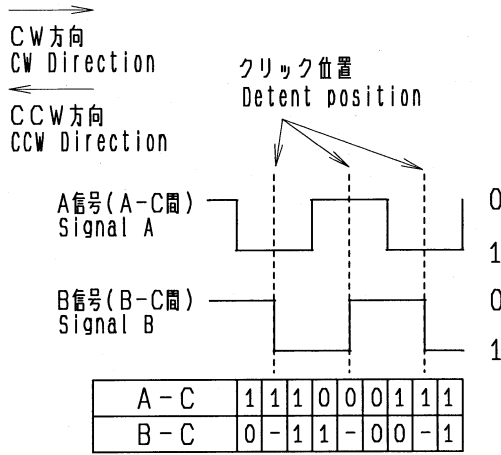 CW方向
CW Direction
CCW方向
CCW Direction
クリック位置
Detent position
A信号(A-C間)
Signal A
0
1
B信号(B-C間)
Signal B
0
1
A-C 1 1 1 0 0 0 1 1 1
B-C 0 - 1 1 - 0 0 - 1